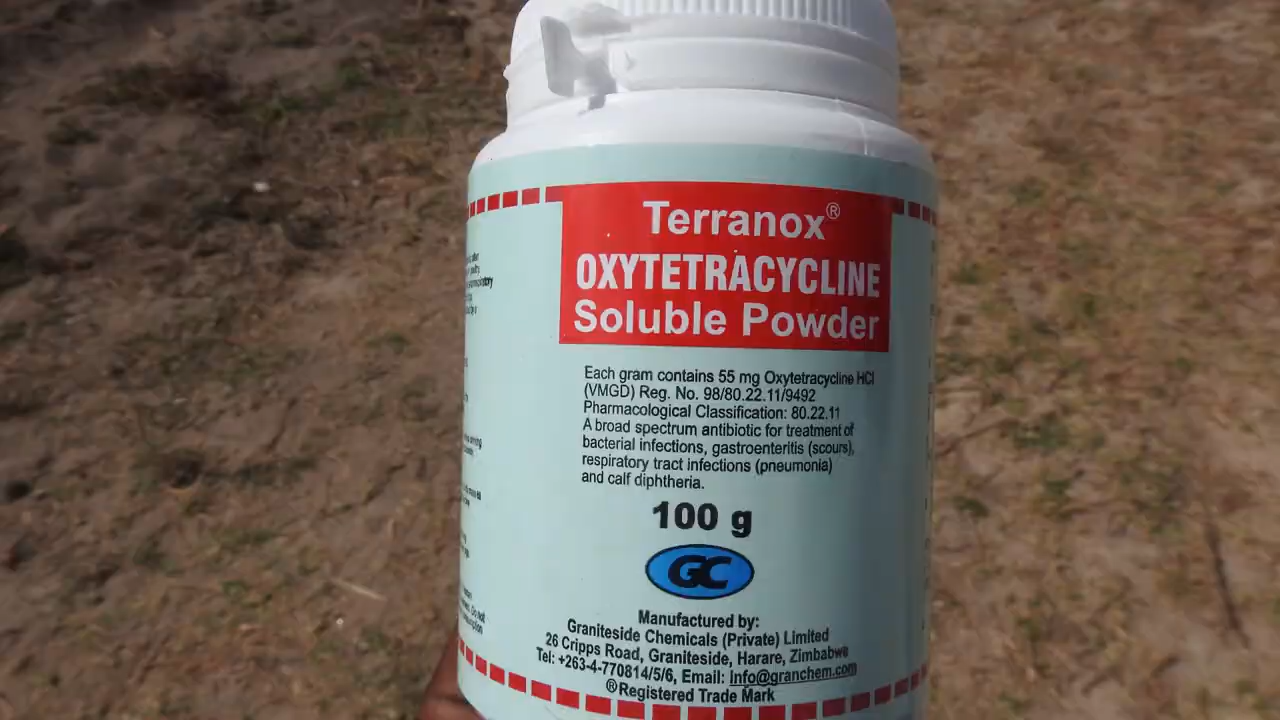 Terranox®
OXYTETRACYCLINE
Soluble Powder
Each gram contains 55 mg Oxytetracycline HCl
(VMGD) Reg. No. 98/80.22.11/9492
Pharmacological Classification: 80.22.11
A broad spectrum antibiotic for treatment of
bacterial infections, gastroenteritis (scours),
respiratory tract infections (pneumonia)
and calf diphtheria.
100 g
GC
Manufactured by:
Graniteside Chemicals (Private) Limited
26 Cripps Road, Graniteside, Harare, Zimbabwe
Tel: +263-4-770814/5/6, Email: Info@granchem.com
®Registered Trade Mark